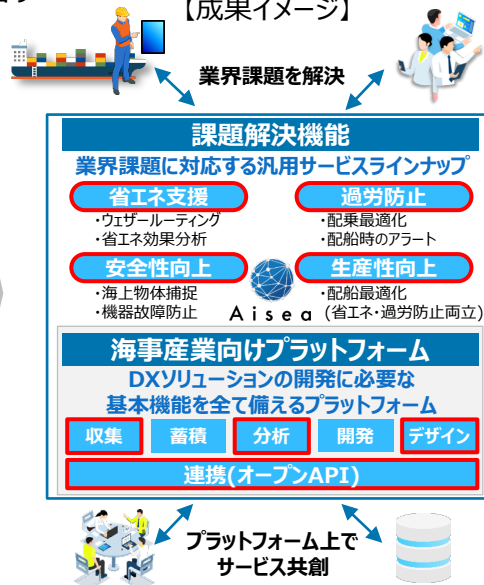 【成果イメージ】
業界課題を解決
課題解決機能
業界課題に対応する汎用サービスラインナップ
省エネ支援
・ウェザールーティング
・省エネ効果分析
過労防止
・配乗最適化
・配船時のアラート
安全性向上
・海上物体捕捉
・機器故障防止
Aisea
生産性向上
・配船最適化
(省エネ・過労防止両立)
海事産業向けプラットフォーム
DXソリューションの開発に必要な
基本機能を全て備えるプラットフォーム
収集 蓄積 分析 開発 デザイン
連携(オープンAPI)
プラットフォーム上で
サービス共創